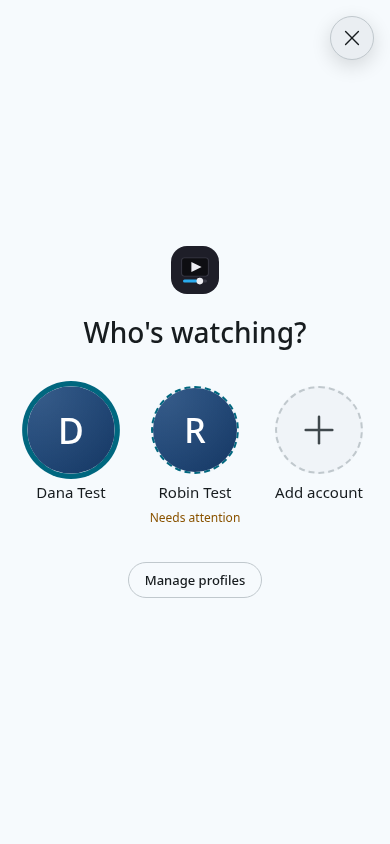 Who's watching?
D
R
Dana Test
Robin Test
Add account
Needs attention
Manage profiles